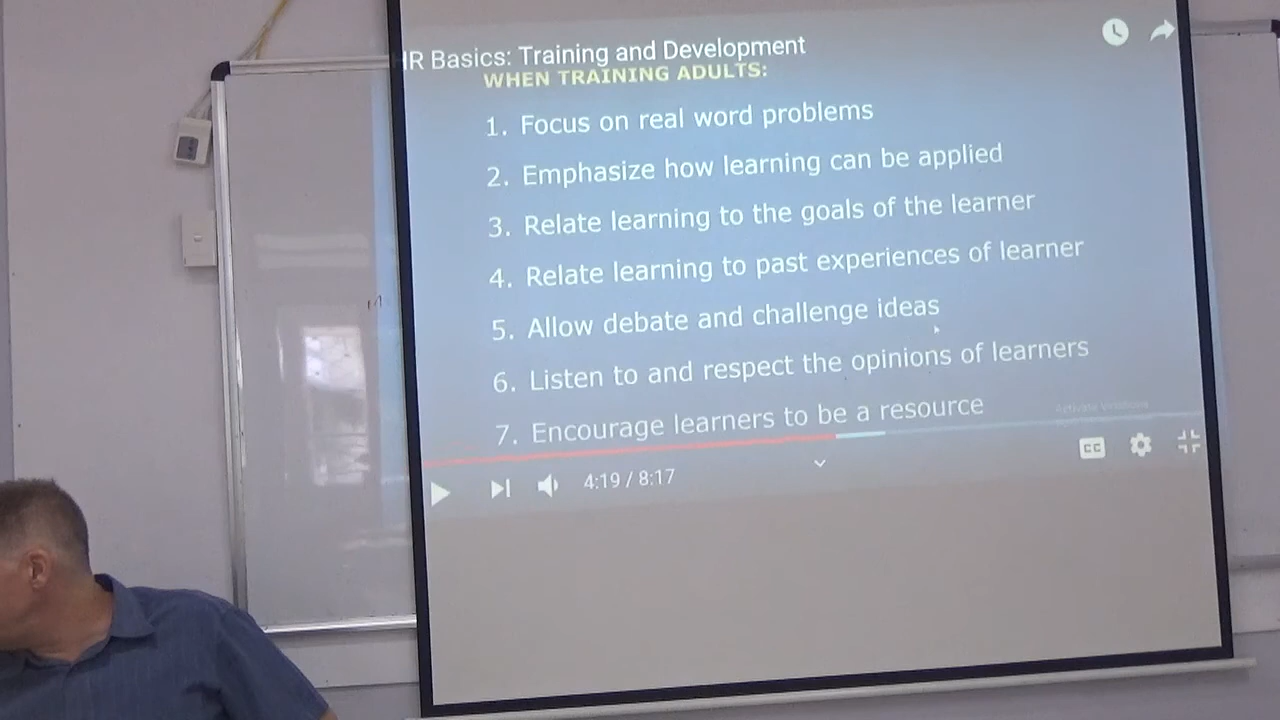 HR Basics: Training and Development
WHEN TRAINING ADULTS:
1. Focus on real word problems
2. Emphasize how learning can be applied
3. Relate learning to the goals of the learner
4. Relate learning to past experiences of learner
5. Allow debate and challenge ideas
6. Listen to and respect the opinions of learners
7. Encourage learners to be a resource
Activate Windows
4:19 / 8:17
CC